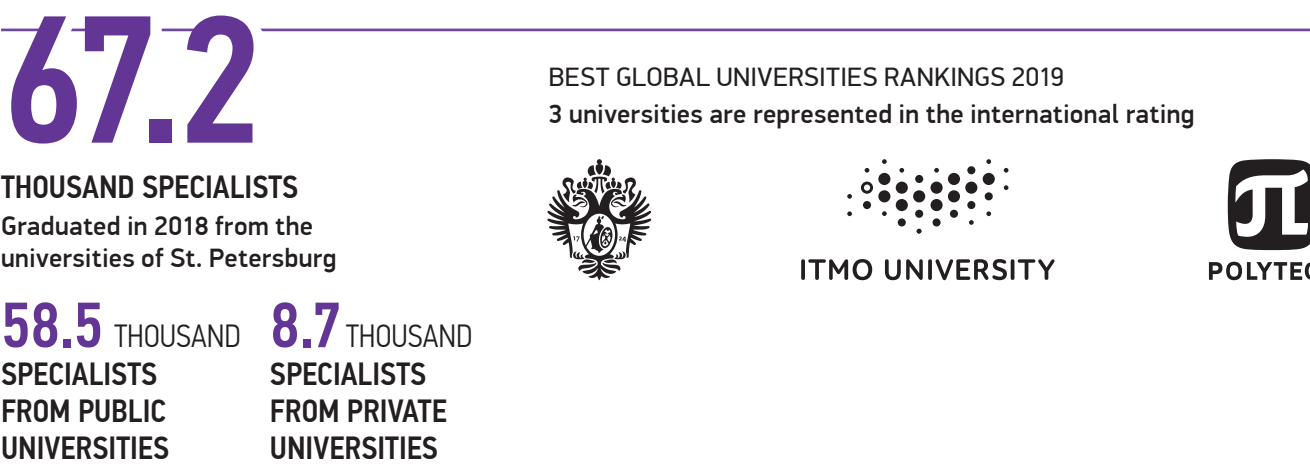 67.2
THOUSAND SPECIALISTS
Graduated in 2018 from the
universities of St. Petersburg
58.5 THOUSAND
SPECIALISTS
FROM PUBLIC
UNIVERSITIES
8.7 THOUSAND
SPECIALISTS
FROM PRIVATE
UNIVERSITIES
BEST GLOBAL UNIVERSITIES RANKINGS 2019
3 universities are represented in the international rating
17 24
ITMO UNIVERSITY
POLYTEC